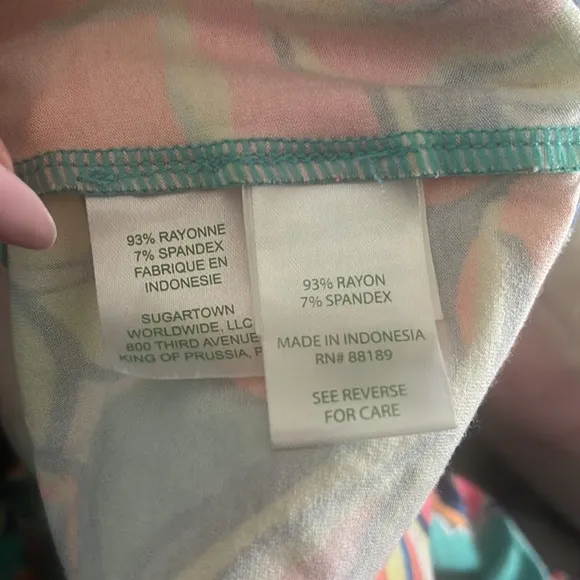 93% RAYONNE
7% SPANDEX
FABRIQUE EN
INDONESIE
SUGARTOWN
WORLDWIDE, LLC
800 THIRD AVENUE
KING OF PRUSSIA, P
93% RAYON
7% SPANDEX
MADE IN INDONESIA
RN# 88189
SEE REVERSE
FOR CARE